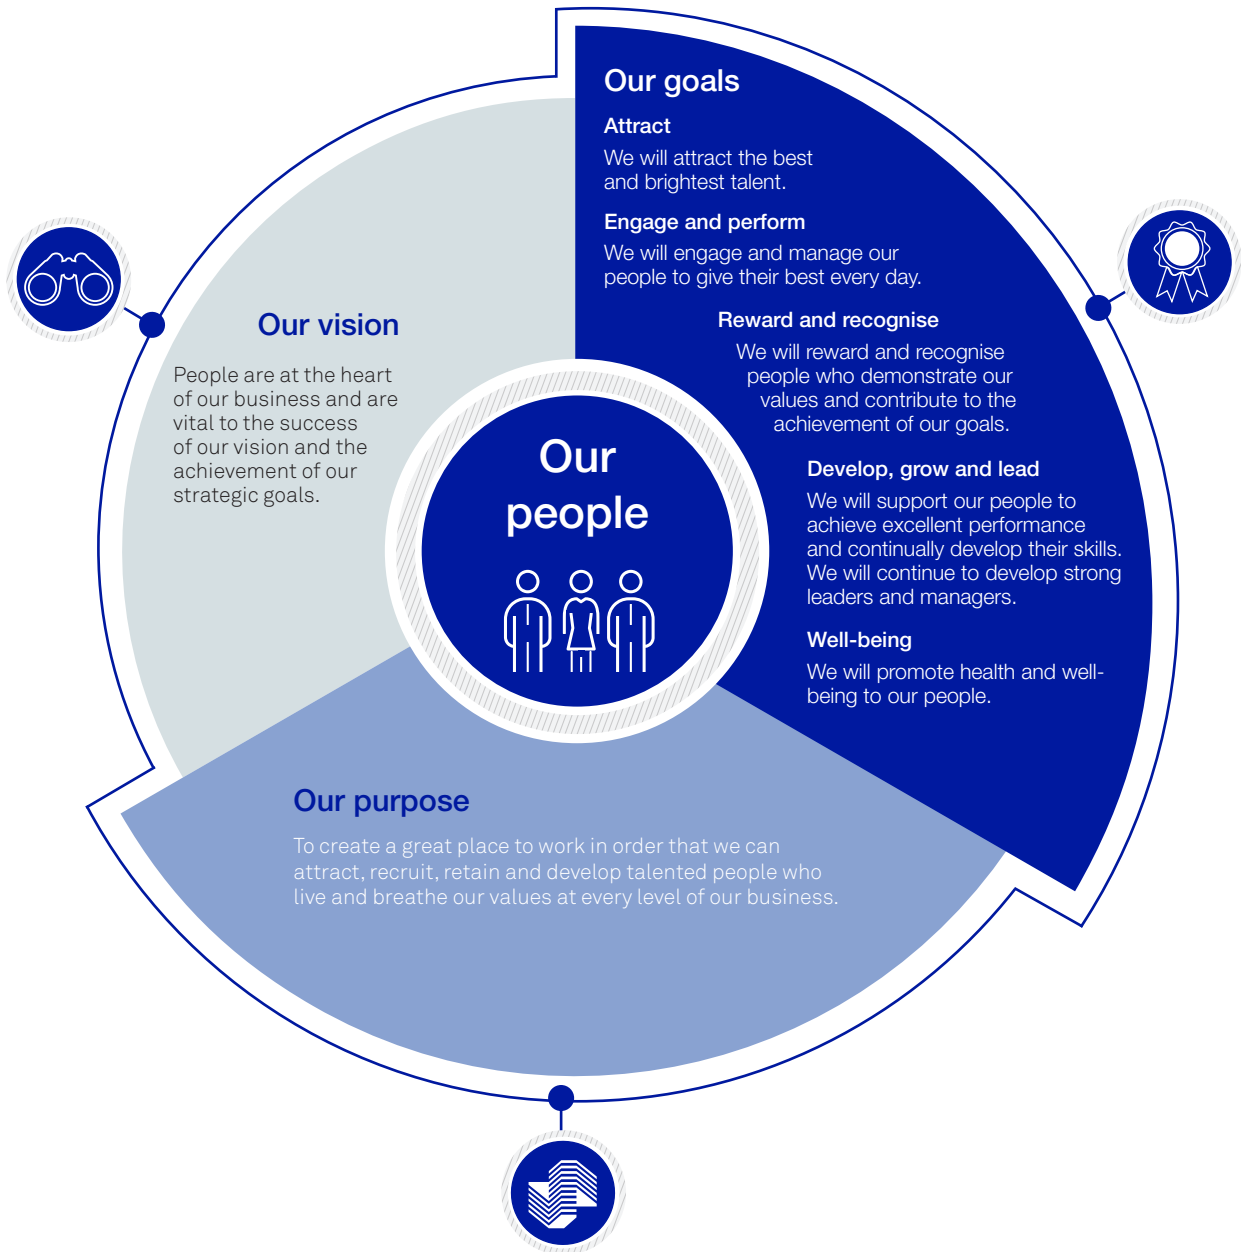 Our goals
Attract
We will attract the best
and brightest talent.
Engage and perform
We will engage and manage our
people to give their best every day.
Reward and recognise
We will reward and recognise
people who demonstrate our
values and contribute to the
achievement of our goals.
Develop, grow and lead
We will support our people to
achieve excellent performance
and continually develop their skills.
We will continue to develop strong
leaders and managers.
Well-being
We will promote health and well-
being to our people.
Our vision
People are at the heart
of our business and are
vital to the success
of our vision and the
achievement of our
strategic goals.
Our
people
Our purpose
To create a great place to work in order that we can
attract, recruit, retain and develop talented people who
live and breathe our values at every level of our business.